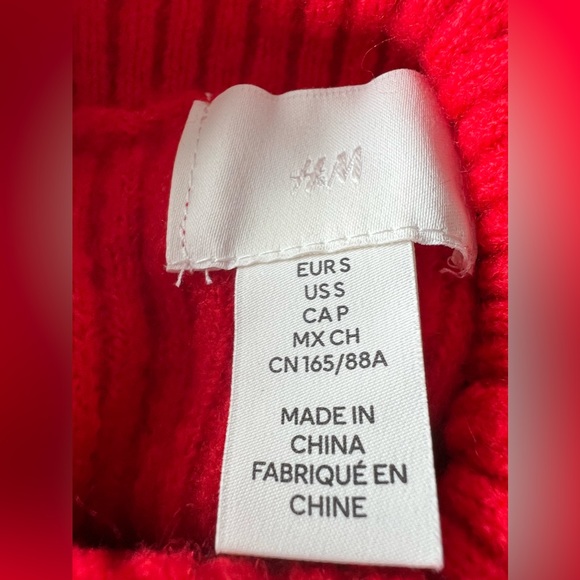 H&M
EUR S
US S
CA P
MX CH
CN 165/88A
MADE IN
CHINA
FABRIQUÉ EN
CHINE